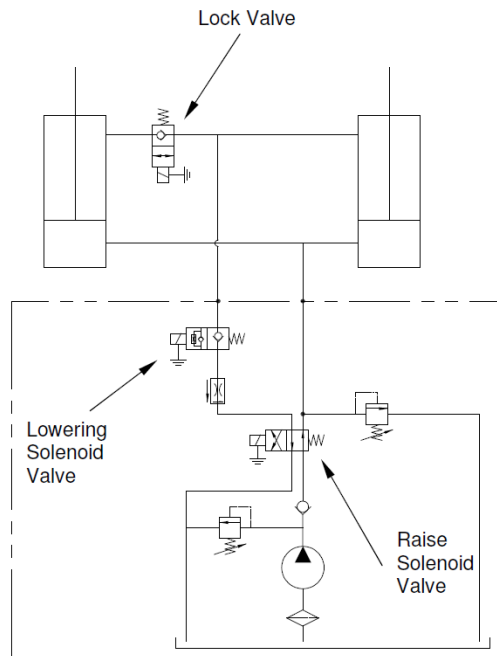 Lock Valve
Lowering
Solenoid
Valve
Raise
Solenoid
Valve